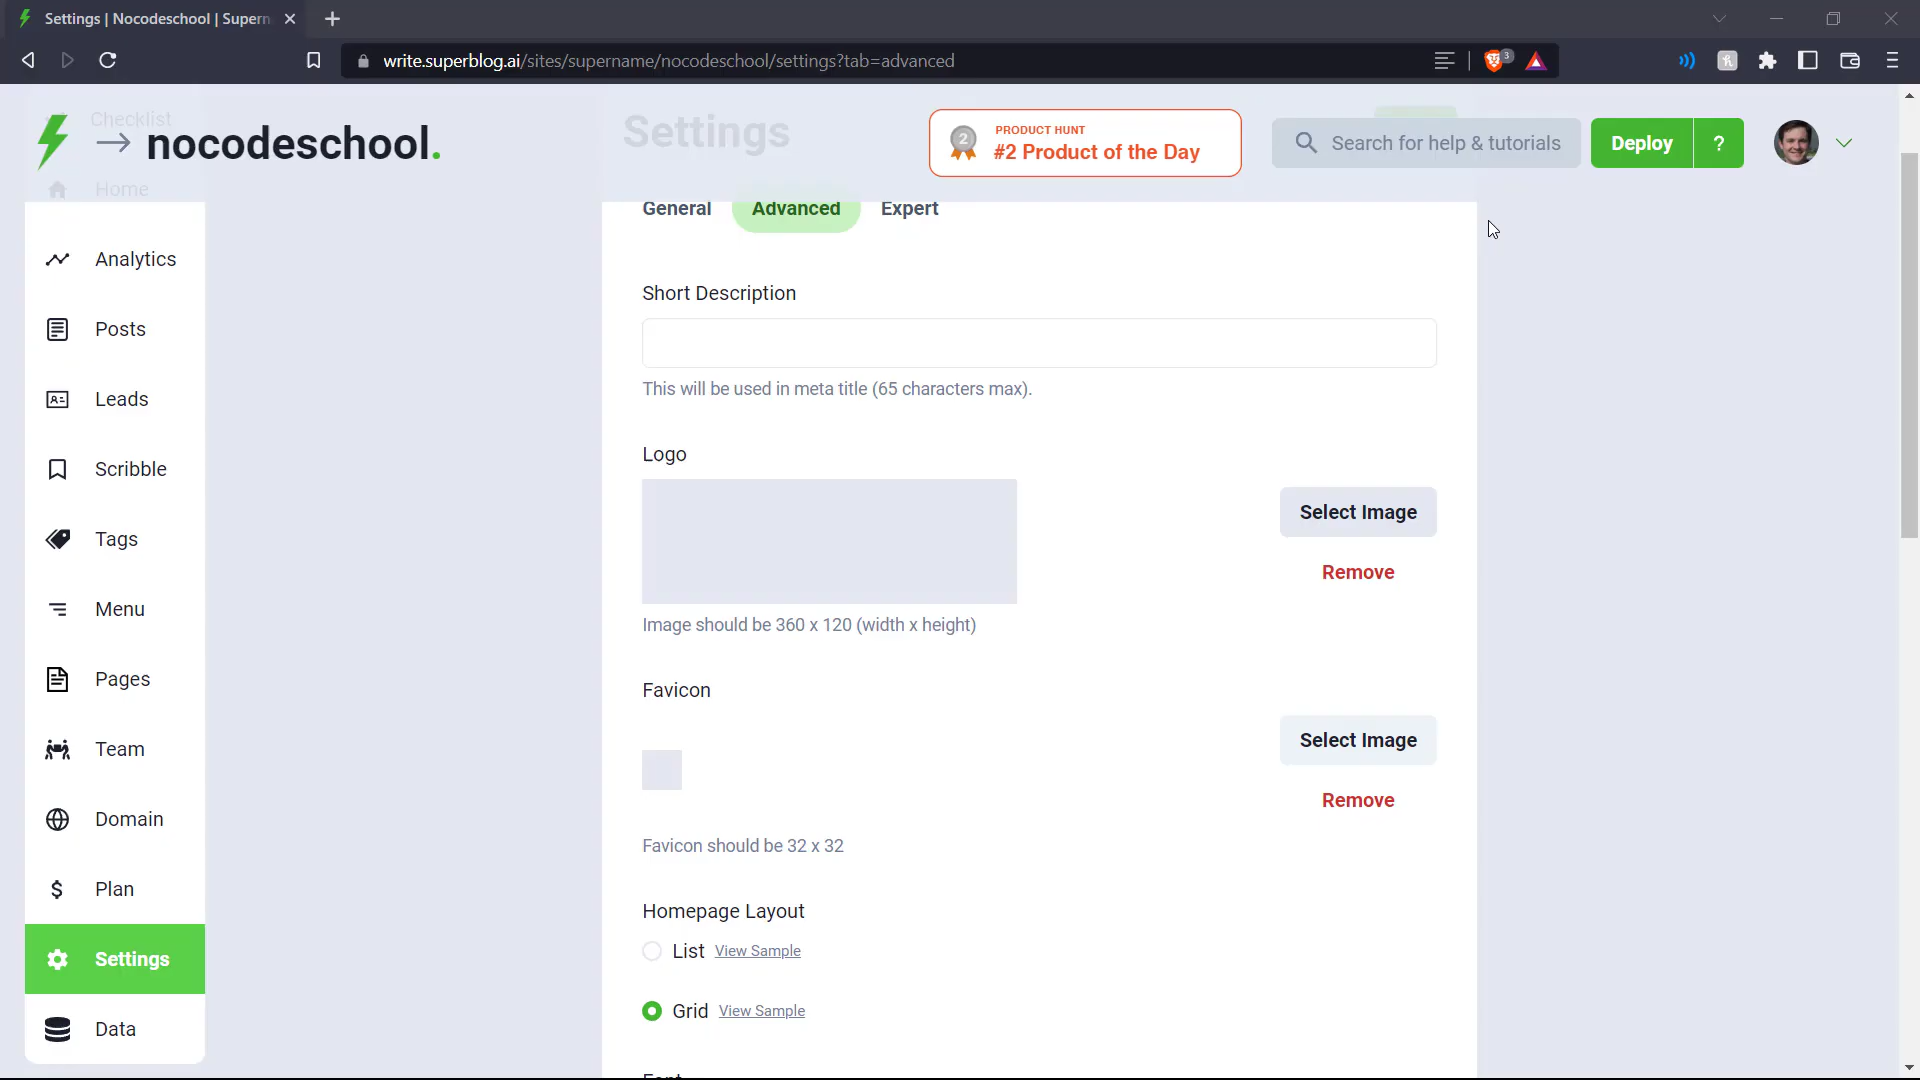 Settings | Nocodeschool | Supern
write.superblog.ai/sites/supername/nocodeschool/settings?tab=advanced
3
Checklist
nocodeschool.
Settings
2
PRODUCT HUNT
#2 Product of the Day
Search for help & tutorials
Deploy
?
Home
Analytics
Posts
Leads
Scribble
Tags
Menu
Pages
Team
Domain
Plan
Settings
Data
General
Advanced
Expert
Short Description
This will be used in meta title (65 characters max).
Logo
Select Image
Remove
Image should be 360 x 120 (width x height)
Favicon
Select Image
Remove
Favicon should be 32 x 32
Homepage Layout
List View Sample
Grid View Sample